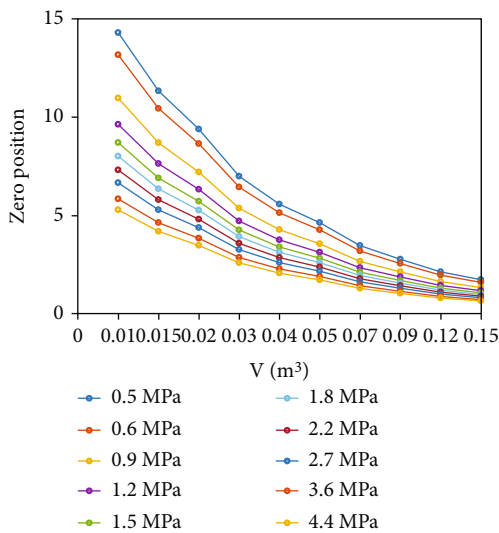 15
10
5
0
Zero position
0 0.01 0.015 0.02 0.03 0.04 0.05 0.07 0.09 0.12 0.15
V (m³)
0.5 MPa 1.8 MPa
0.6 MPa 2.2 MPa
0.9 MPa 2.7 MPa
1.2 MPa 3.6 MPa
1.5 MPa 4.4 MPa